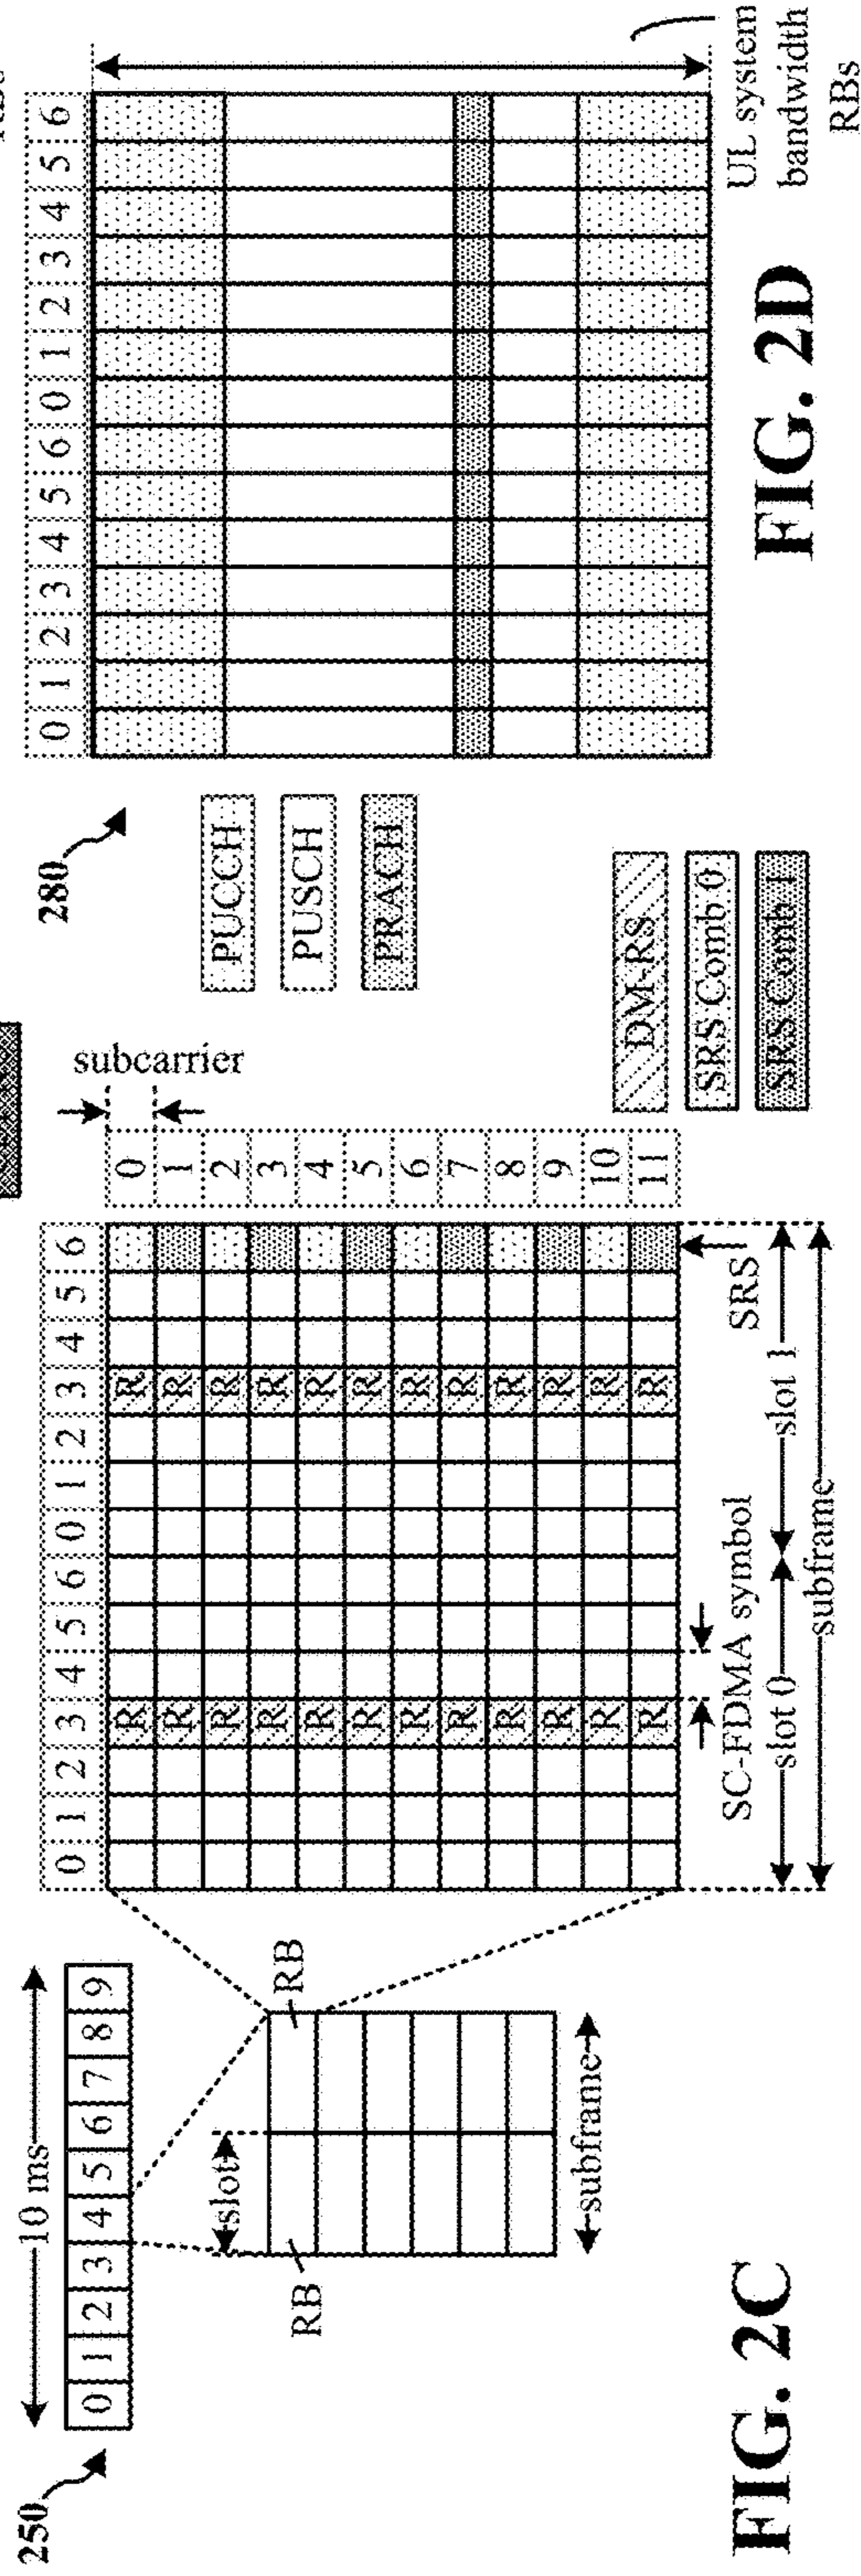 250
10 ms
0 1 2 3 4 5 6 7 8 9
slot
RB
RB
subframe
FIG. 2C
0 1 2 3 4 5 6 0 1 2 3 4 5 6
subcarrier
0
1
2
3
4
5
6
7
8
9
10
11
R R
R R
R R
R R
R R
R R
R R
R R
R R
R R
R R
R R
SRS
SC-FDMA symbol
slot 0 slot 1
subframe
DM-RS
SRS Comb 0
SRS Comb 1
280
PUCCH
PUSCH
PRACH
0 1 2 3 4 5 6 0 1 2 3 4 5 6
UL system
bandwidth
RBs
FIG. 2D